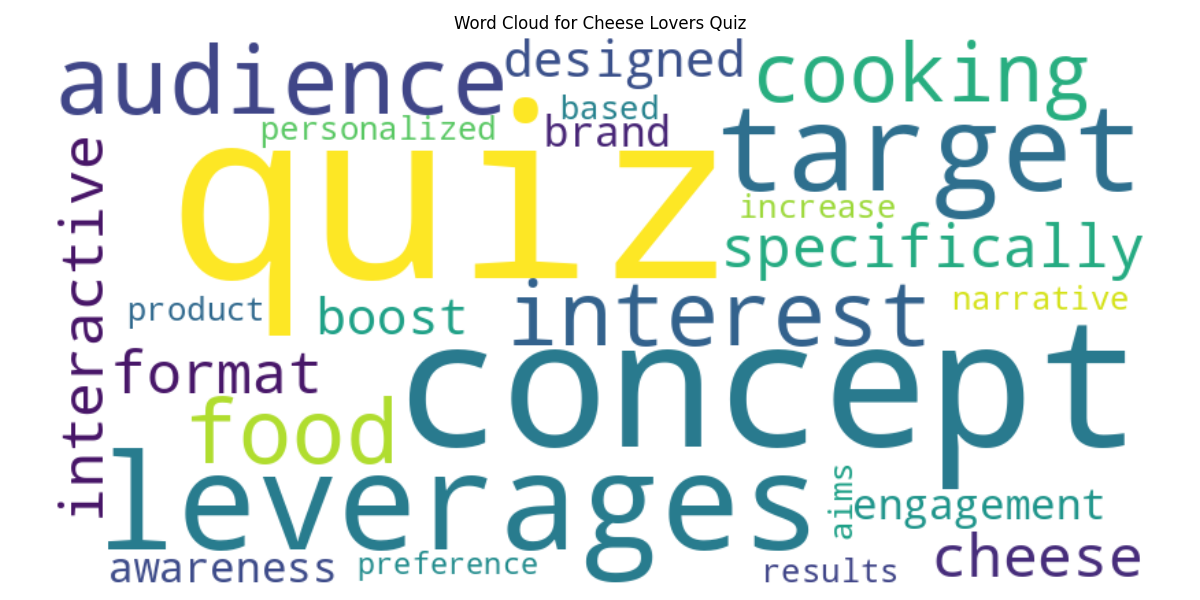 Word Cloud for Cheese Lovers Quiz
audience
designed
cooking
based
personalized
brand
target
quiz
interactive
increase
specifically
product
boost
interest
narrative
format
concept
food
leverages
aims
engagement
awareness
preference
results
cheese